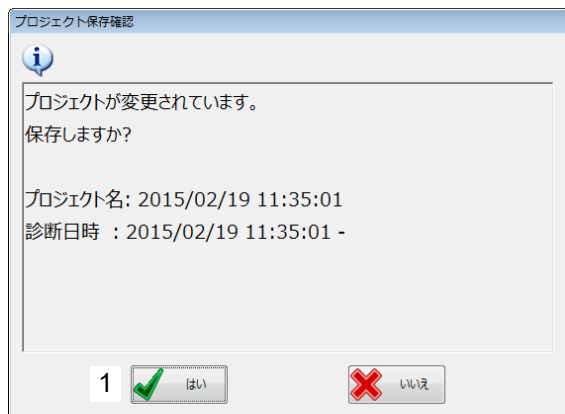 プロジェクト保存確認
プロジェクトが変更されています。
保存しますか?
プロジェクト名: 2015/02/19 11:35:01
診断日時 : 2015/02/19 11:35:01 -
1 はい いいえ